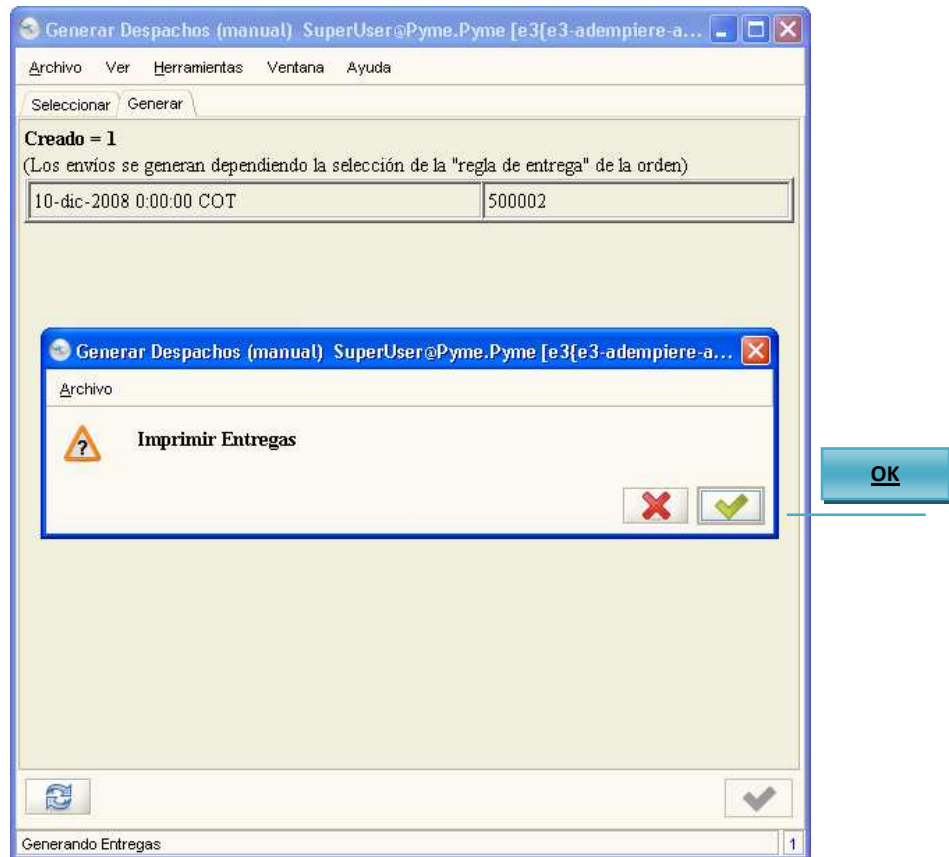 Generar Despachos (manual) SuperUser@Pyme.Pyme [e3{e3-adempiere-a...
Archivo Ver Herramientas Ventana Ayuda
Seleccionar Generar
Creado = 1
(Los envíos se generan dependiendo la selección de la "regla de entrega" de la orden)
10-dic-2008 0:00:00 COT 500002
Generar Despachos (manual) SuperUser@Pyme.Pyme [e3{e3-adempiere-a...
Archivo
Imprimir Entregas
OK
Generando Entregas 1